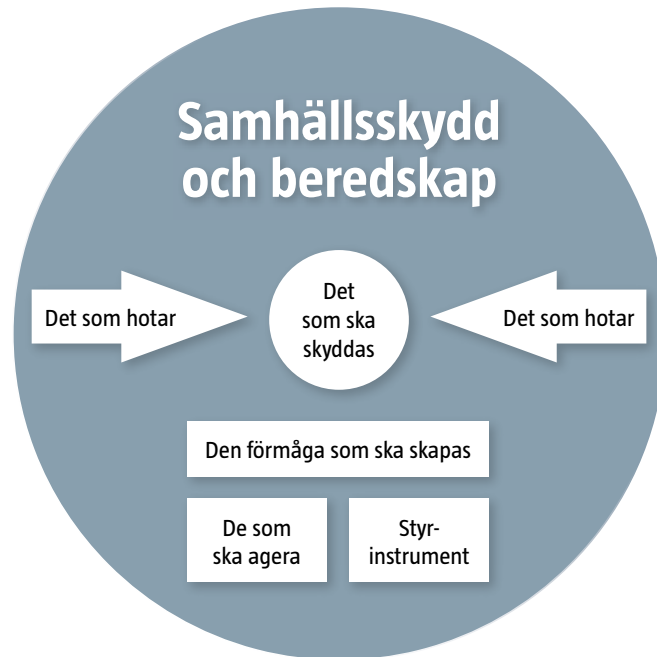 Samhällsskydd
och beredskap
Det som hotar
Det
som ska
skyddas
Det som hotar
Den förmåga som ska skapas
De som
ska agera
Styr-
instrument